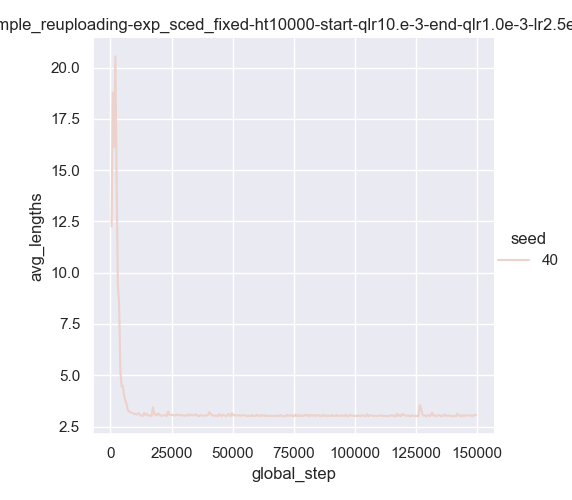 mple_reuploading-exp_sced_fixed-ht10000-start-qlr10.e-3-end-qlr1.0e-3-lr2.5e
20.0
17.5
15.0
12.5
10.0
7.5
5.0
2.5
avg_lengths
seed
40
0 25000 50000 75000 100000 125000 150000
global_step